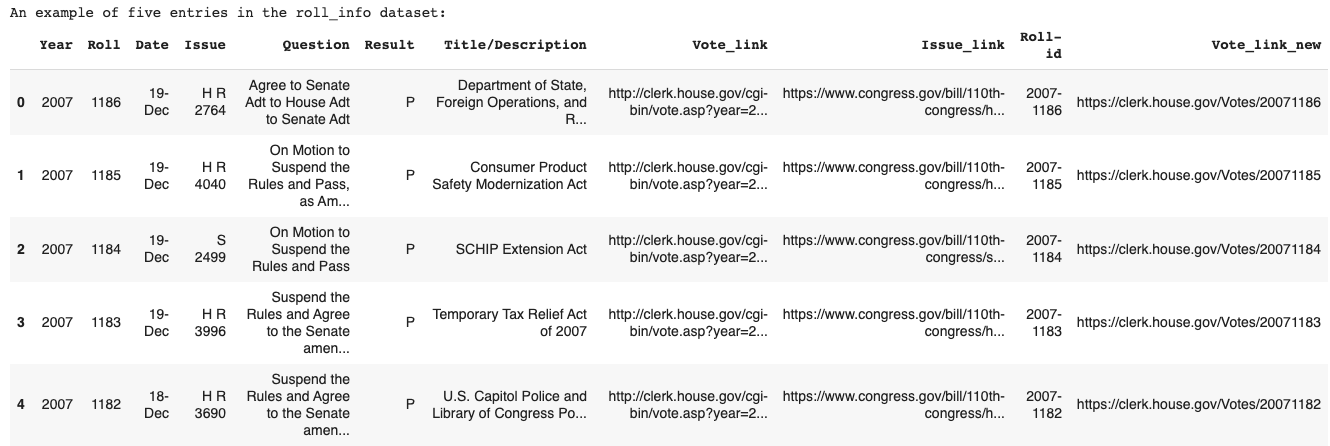 An example of five entries in the roll_info dataset:
Year Roll Date Issue Question Result Title/Description Vote_link Issue_link Roll-
id Vote_link_new
0 2007 1186 19-
Dec H R
2764 Agree to Senate
Adt to House Adt
to Senate Adt P Department of State,
Foreign Operations, and
R... http://clerk.house.gov/cgi-
bin/vote.asp?year=2... https://www.congress.gov/bill/110th-
congress/h... 2007-
1186 https://clerk.house.gov/Votes/20071186
1 2007 1185 19-
Dec H R
4040 On Motion to
Suspend the
Rules and Pass,
as Am... P Consumer Product
Safety Modernization Act http://clerk.house.gov/cgi-
bin/vote.asp?year=2... https://www.congress.gov/bill/110th-
congress/h... 2007-
1185 https://clerk.house.gov/Votes/20071185
2 2007 1184 19-
Dec S
2499 On Motion to
Suspend the
Rules and Pass P SCHIP Extension Act http://clerk.house.gov/cgi-
bin/vote.asp?year=2... https://www.congress.gov/bill/110th-
congress/s... 2007-
1184 https://clerk.house.gov/Votes/20071184
3 2007 1183 19-
Dec H R
3996 Suspend the
Rules and Agree
to the Senate
amen... P Temporary Tax Relief Act
of 2007 http://clerk.house.gov/cgi-
bin/vote.asp?year=2... https://www.congress.gov/bill/110th-
congress/h... 2007-
1183 https://clerk.house.gov/Votes/20071183
4 2007 1182 18-
Dec H R
3690 Suspend the
Rules and Agree
to the Senate
amen... P U.S. Capitol Police and
Library of Congress Po... http://clerk.house.gov/cgi-
bin/vote.asp?year=2... https://www.congress.gov/bill/110th-
congress/h... 2007-
1182 https://clerk.house.gov/Votes/20071182